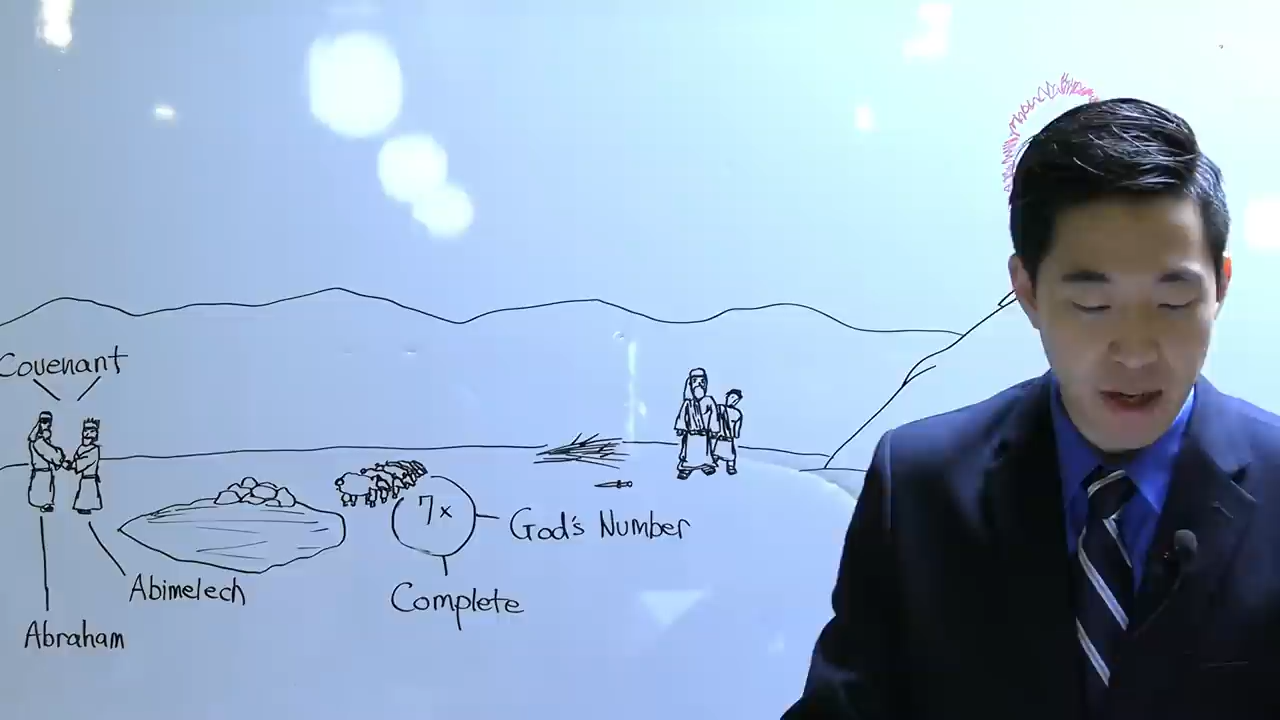 Covenant
7x
God's Number
Abimelech
Complete
Abraham